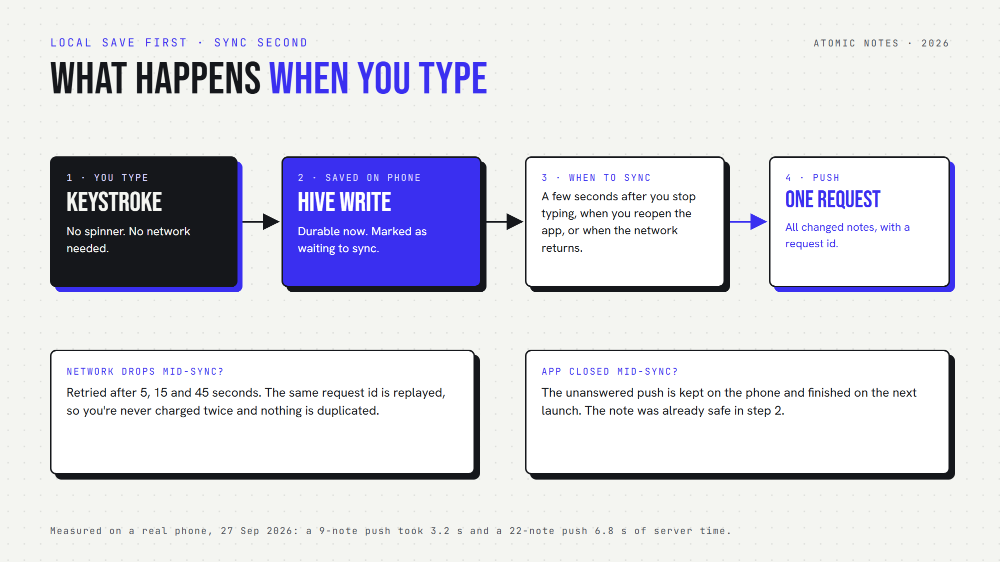 LOCAL SAVE FIRST · SYNC SECOND
ATOMIC NOTES · 2026
WHAT HAPPENS WHEN YOU TYPE
1 · YOU TYPE
KEYSTROKE
No spinner. No network
needed.
2 · SAVED ON PHONE
HIVE WRITE
Durable now. Marked as
waiting to sync.
3 · WHEN TO SYNC
A few seconds after you stop
typing, when you reopen the
app, or when the network
returns.
4 · PUSH
ONE REQUEST
All changed notes, with a
request id.
NETWORK DROPS MID-SYNC?
Retried after 5, 15 and 45 seconds. The same request id is replayed,
so you're never charged twice and nothing is duplicated.
APP CLOSED MID-SYNC?
The unanswered push is kept on the phone and finished on the next
launch. The note was already safe in step 2.
Measured on a real phone, 27 Sep 2026: a 9-note push took 3.2 s and a 22-note push 6.8 s of server time.